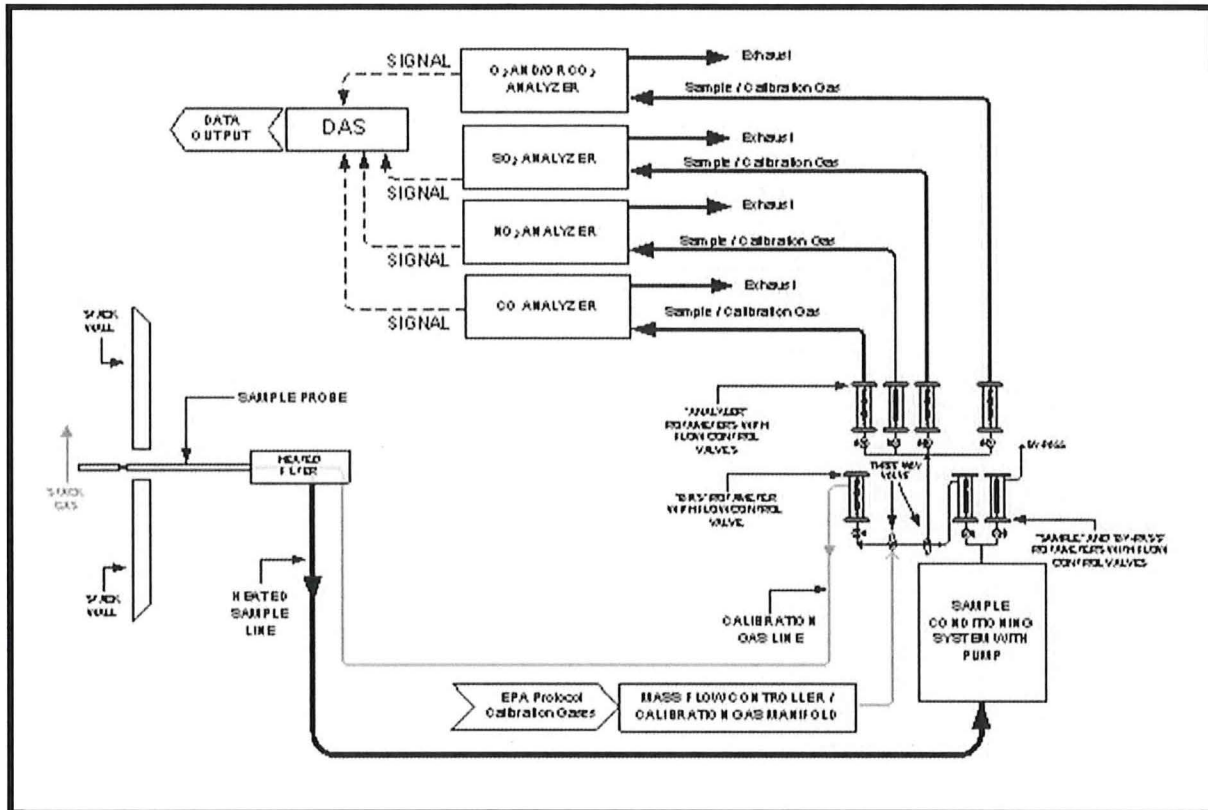 SIGNAL
O₂ AND/OR CO₂
ANALYZER
Exhaust
Sample / Calibration Gas
DATA
OUTPUT
DAS
SO₂ ANALYZER
Exhaust
Sample / Calibration Gas
SIGNAL
NO₂ ANALYZER
Exhaust
Sample / Calibration Gas
SIGNAL
CO ANALYZER
Exhaust
Sample / Calibration Gas
SIGNAL
STACK
WALL
SAMPLE PROBE
HEATED
FILTER
STACK
GAS
STACK
WALL
HEATED
SAMPLE
LINE
"ANALYZER"
ROTAMETERS WITH
FLOW CONTROL
VALVES
"BIAS" ROTAMETER
WITH FLOW CONTROL
VALVE
THREE WAY
VALVE
BY-PASS
"SAMPLE" AND "BY-PASS"
ROTAMETERS WITH FLOW
CONTROL VALVES
CALIBRATION
GAS LINE
SAMPLE
CONDITIONING
SYSTEM WITH
PUMP
EPA Protocol
Calibration Gases
MASS FLOW CONTROLLER /
CALIBRATION GAS MANIFOLD